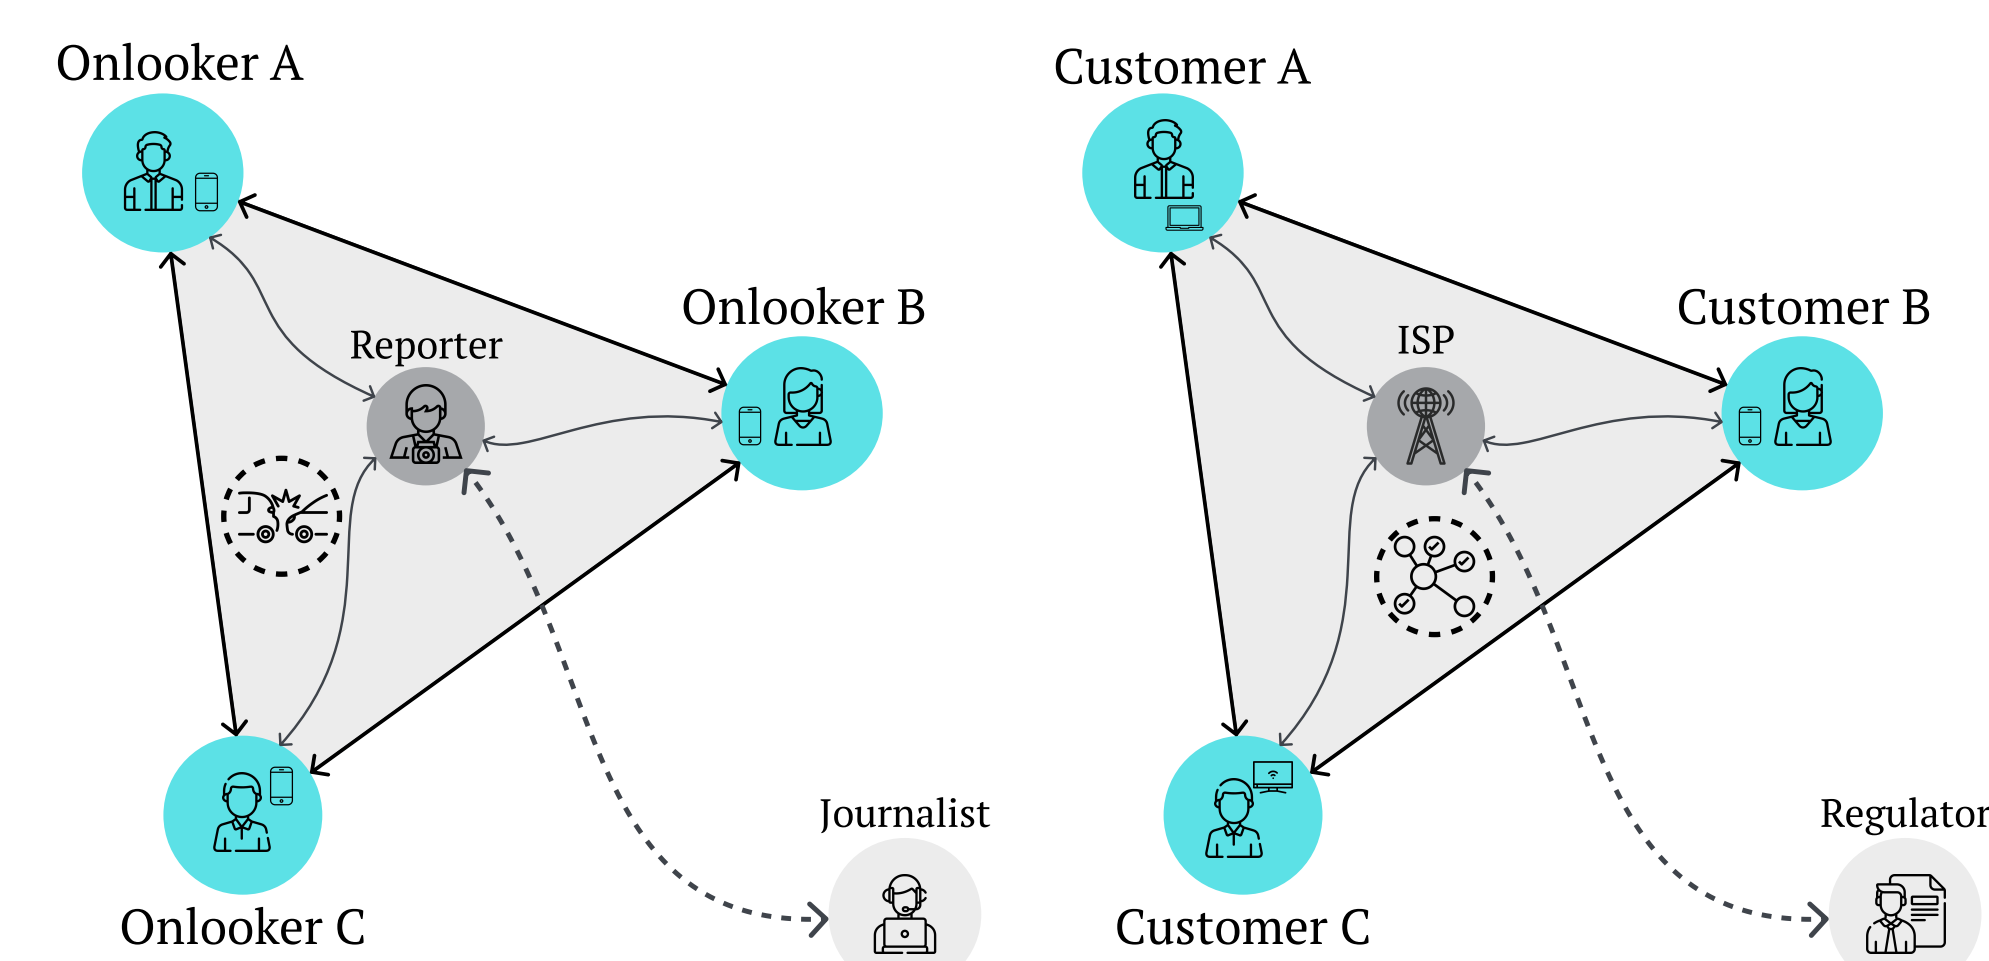 Onlooker A
Onlooker B
Reporter
Journalist
Onlooker C
Customer A
Customer B
ISP
Regulator
Customer C